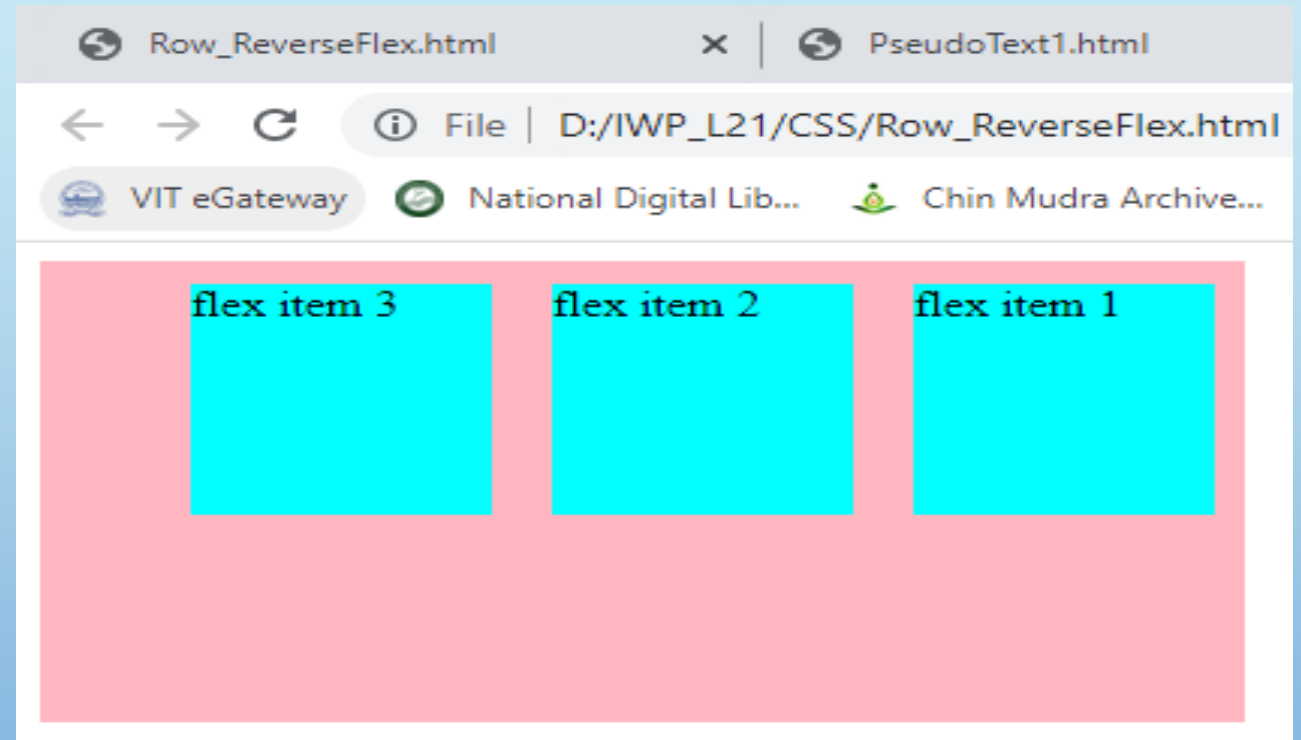 Row_ReverseFlex.html
PseudoText1.html
File D:/IWP_L21/CSS/Row_ReverseFlex.html
VIT eGateway
National Digital Lib...
Chin Mudra Archive...
flex item 3
flex item 2
flex item 1